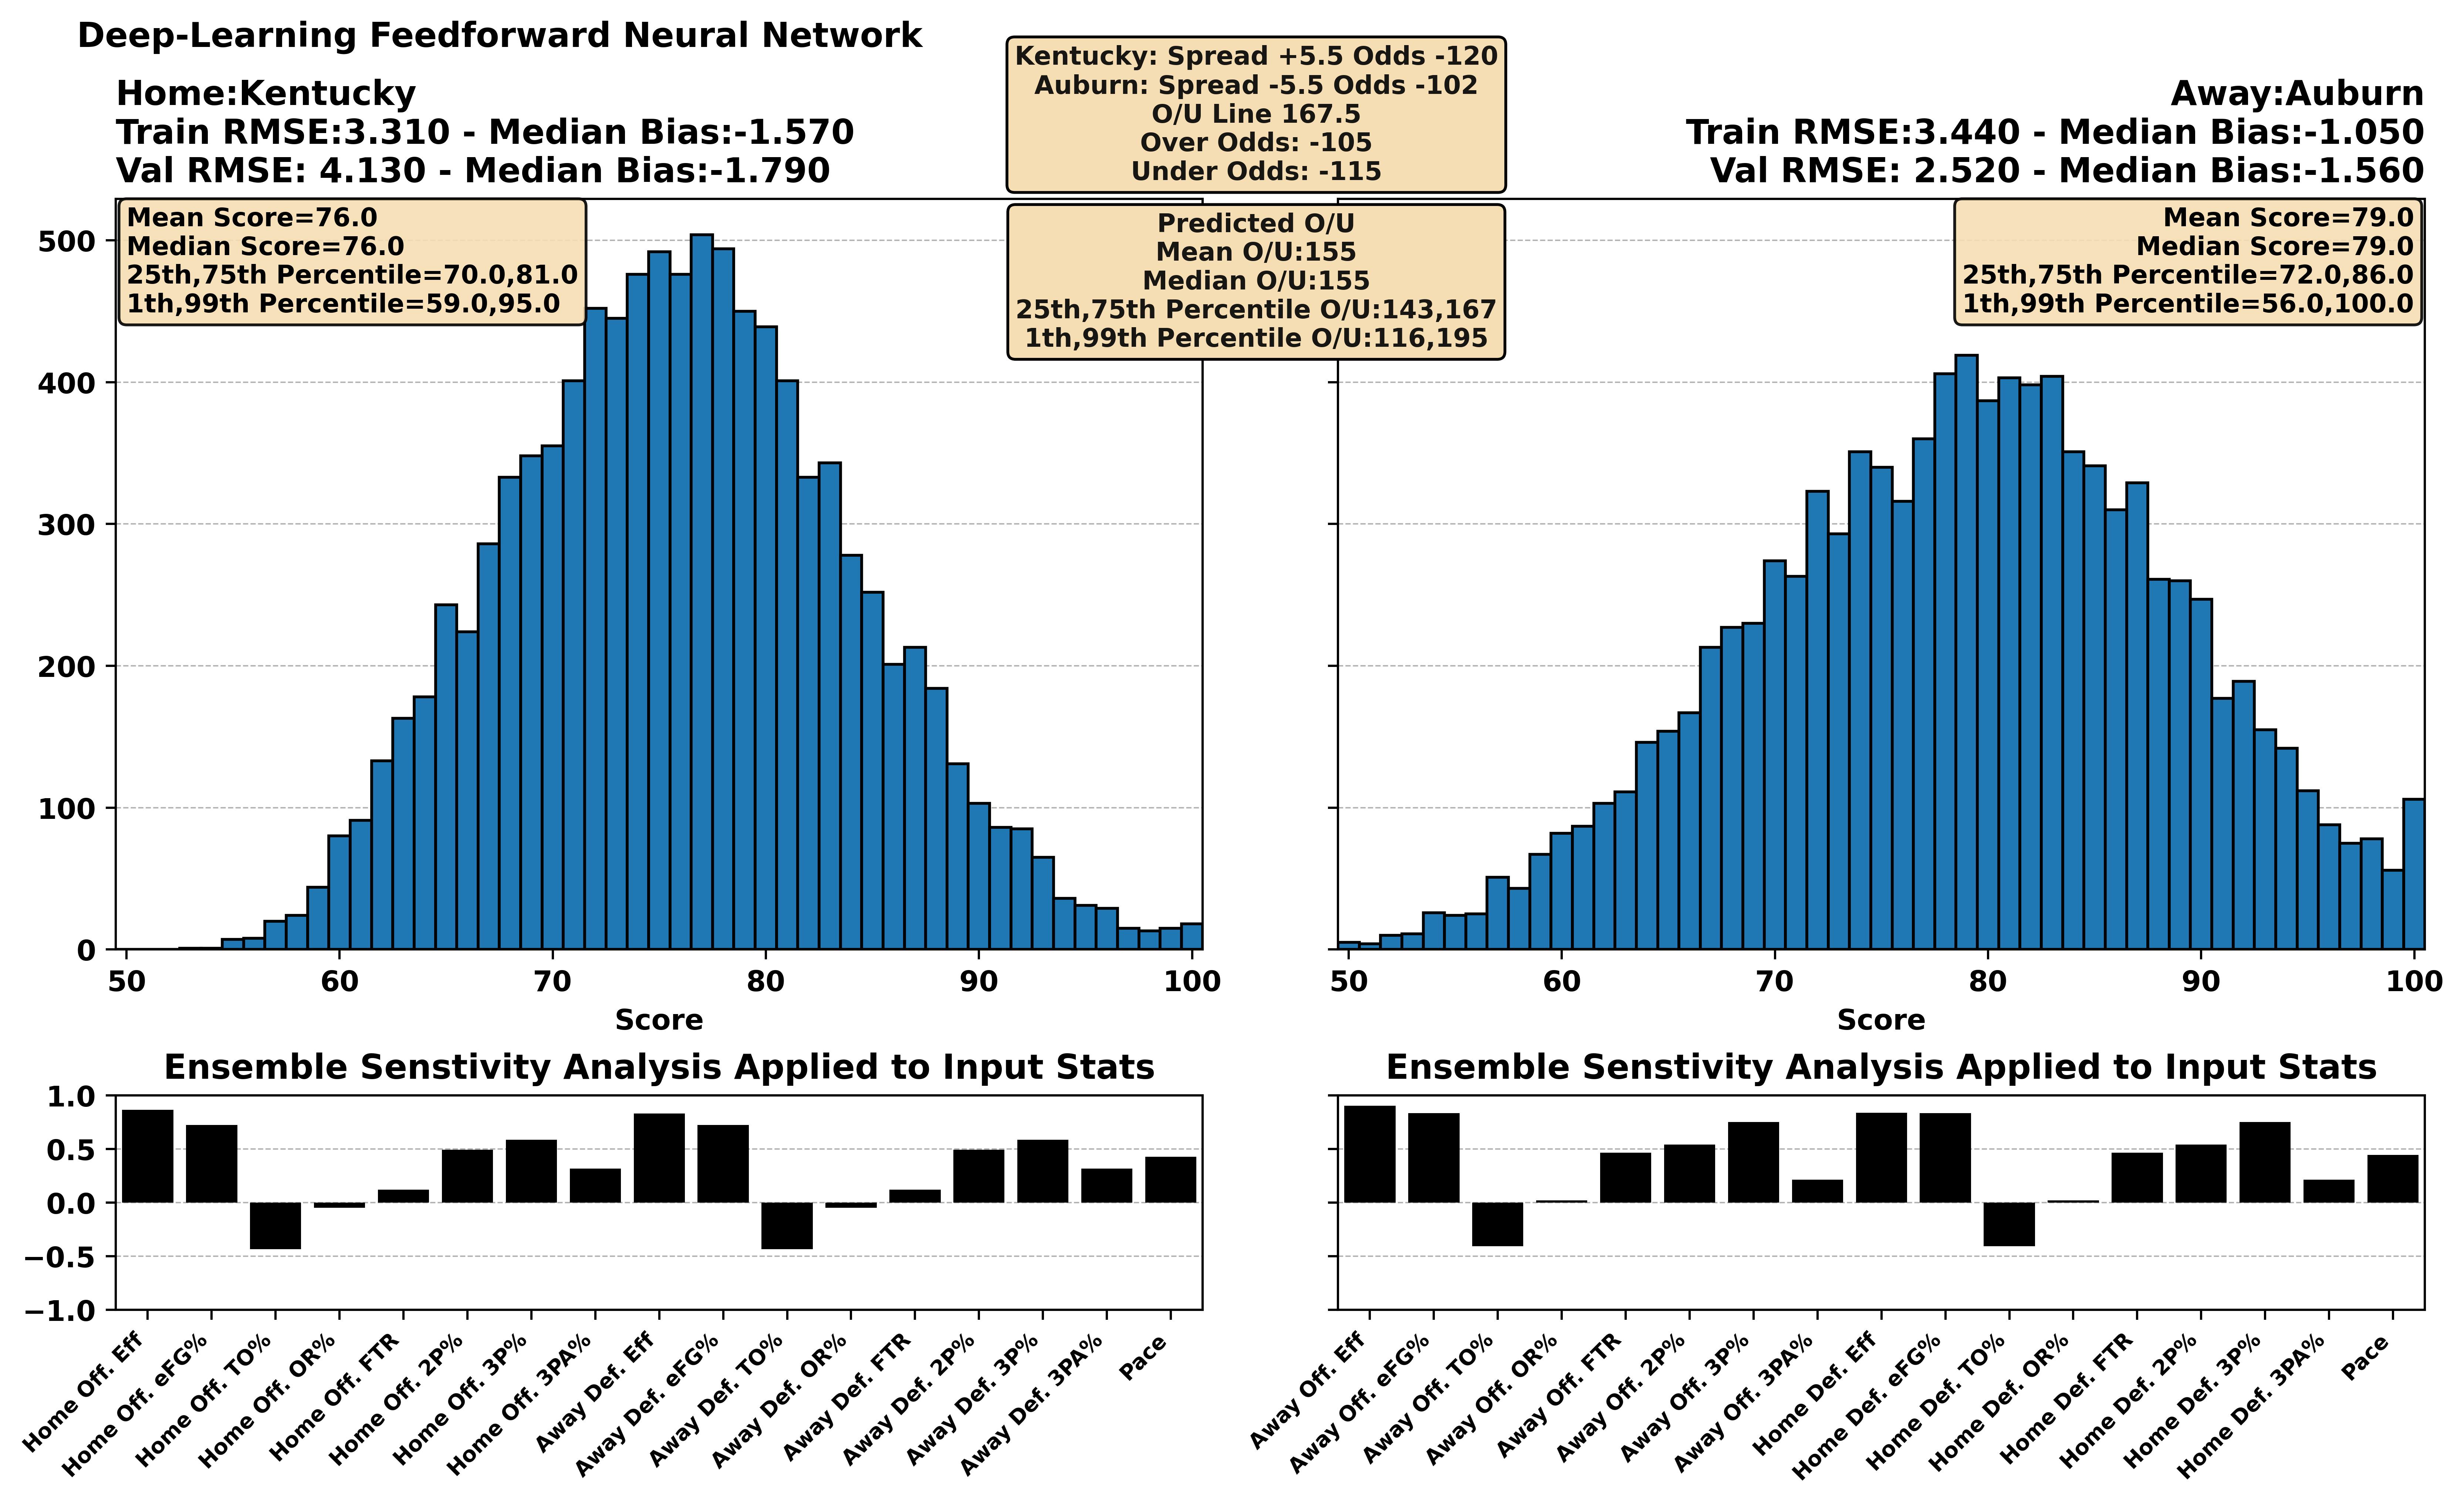 Deep-Learning Feedforward Neural Network
Home:Kentucky
Train RMSE:3.310 - Median Bias:-1.570
Val RMSE: 4.130 - Median Bias:-1.790
Kentucky: Spread +5.5 Odds -120
Auburn: Spread -5.5 Odds -102
O/U Line 167.5
Over Odds: -105
Under Odds: -115
Away:Auburn
Train RMSE:3.440 - Median Bias:-1.050
Val RMSE: 2.520 - Median Bias:-1.560
Mean Score=76.0
Median Score=76.0
25th,75th Percentile=70.0,81.0
1th,99th Percentile=59.0,95.0
Predicted O/U
Mean O/U:155
Median O/U:155
25th,75th Percentile O/U:143,167
1th,99th Percentile O/U:116,195
Mean Score=79.0
Median Score=79.0
25th,75th Percentile=72.0,86.0
1th,99th Percentile=56.0,100.0
500
400
300
200
100
0
50 60 70 80 90 100
Score
50 60 70 80 90 100
Score
Ensemble Senstivity Analysis Applied to Input Stats
1.0
0.5
0.0
−0.5
−1.0
Home Off. Eff
Home Off. eFG%
Home Off. TO%
Home Off. OR%
Home Off. FTR
Home Off. 2P%
Home Off. 3P%
Home Off. 3PA%
Away Def. Eff
Away Def. eFG%
Away Def. TO%
Away Def. OR%
Away Def. FTR
Away Def. 2P%
Away Def. 3P%
Away Def. 3PA%
Pace
Ensemble Senstivity Analysis Applied to Input Stats
Away Off. Eff
Away Off. eFG%
Away Off. TO%
Away Off. OR%
Away Off. FTR
Away Off. 2P%
Away Off. 3P%
Away Off. 3PA%
Home Def. Eff
Home Def. eFG%
Home Def. TO%
Home Def. OR%
Home Def. FTR
Home Def. 2P%
Home Def. 3P%
Home Def. 3PA%
Pace